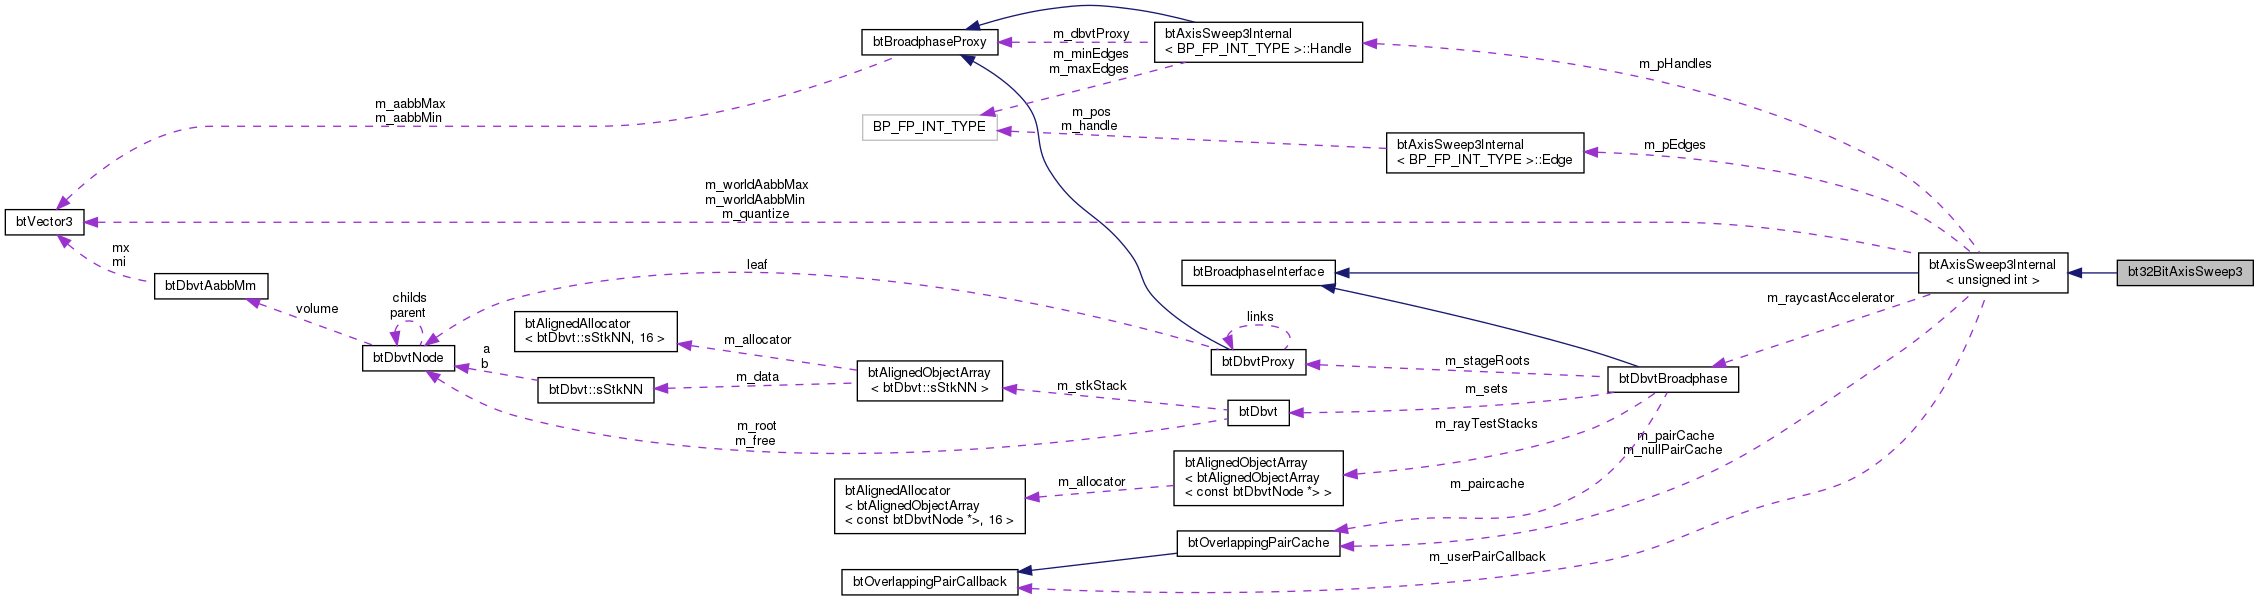 btBroadphaseProxy
btAxisSweep3Internal
< BP_FP_INT_TYPE >::Handle
m_dbvtProxy
m_minEdges
m_maxEdges
m_pHandles
m_aabbMax
m_aabbMin
BP_FP_INT_TYPE
m_pos
m_handle
btAxisSweep3Internal
< BP_FP_INT_TYPE >::Edge
m_pEdges
m_worldAabbMax
m_worldAabbMin
m_quantize
btVector3
mx
mi
btDbvtAabbMm
leaf
btBroadphaseInterface
btAxisSweep3Internal
< unsigned int >
bt32BitAxisSweep3
volume
childs
parent
btDbvtNode
btAlignedAllocator
< btDbvt::sStkNN, 16 >
m_allocator
links
btDbvtProxy
m_raycastAccelerator
m_stageRoots
btDbvtBroadphase
a
b
btDbvt::sStkNN
m_data
btAlignedObjectArray
< btDbvt::sStkNN >
m_stkStack
m_sets
btDbvt
m_root
m_free
m_rayTestStacks
m_pairCache
m_nullPairCache
btAlignedAllocator
< btAlignedObjectArray
< const btDbvtNode *>, 16 >
m_allocator
btAlignedObjectArray
< btAlignedObjectArray
< const btDbvtNode *> >
m_paircache
btOverlappingPairCache
m_userPairCallback
btOverlappingPairCallback